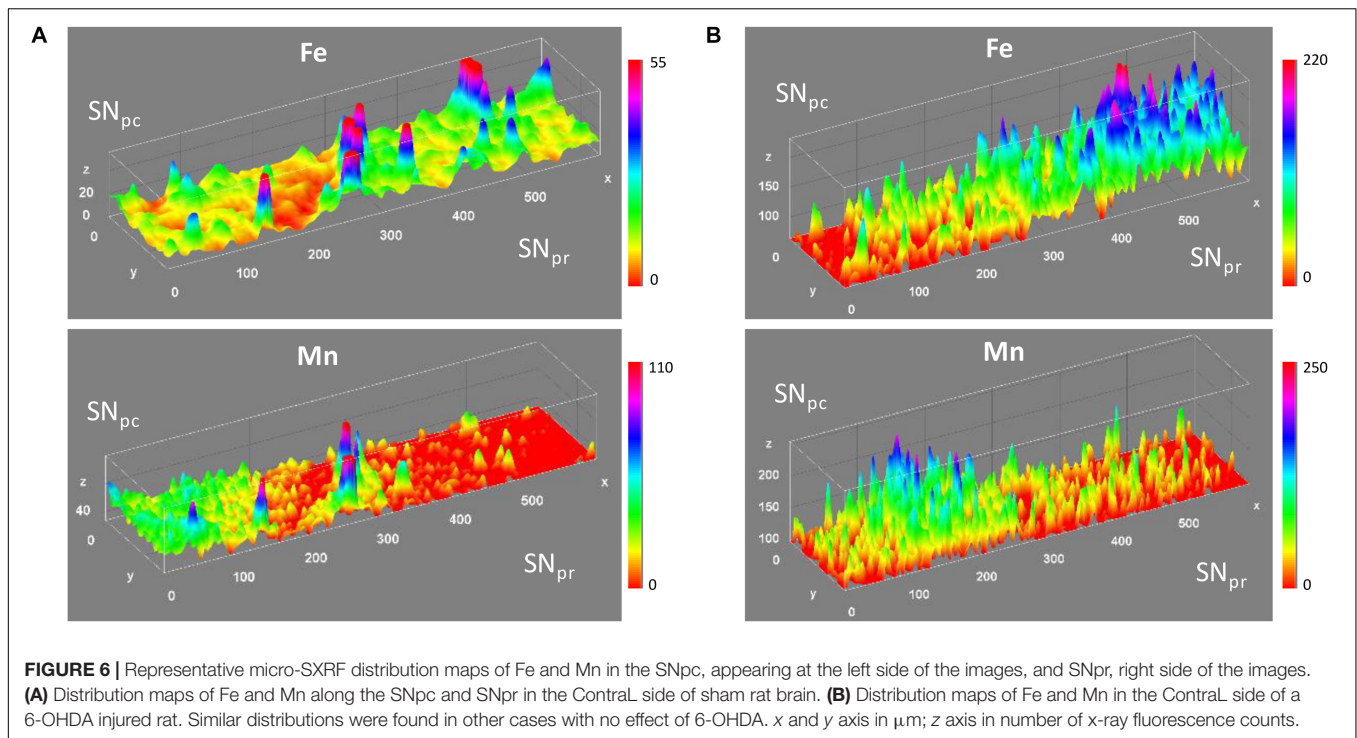 A
Fe
SNpc
z
20
0
0
y
0
100
200
300
400
500
x
SNpr
55
0
Mn
SNpc
z
40
0
y
0
100
200
300
400
500
x
SNpr
110
0
B
Fe
SNpc
z
150
100
0
y
0
100
200
300
400
500
x
SNpr
220
0
Mn
SNpc
z
200
150
100
0
y
0
100
200
300
400
500
x
SNpr
250
0
FIGURE 6 | Representative micro-SXRF distribution maps of Fe and Mn in the SNpc, appearing at the left side of the images, and SNpr, right side of the images.
(A) Distribution maps of Fe and Mn along the SNpc and SNpr in the ContraL side of sham rat brain. (B) Distribution maps of Fe and Mn in the ContraL side of a
6-OHDA injured rat. Similar distributions were found in other cases with no effect of 6-OHDA. x and y axis in μm; z axis in number of x-ray fluorescence counts.